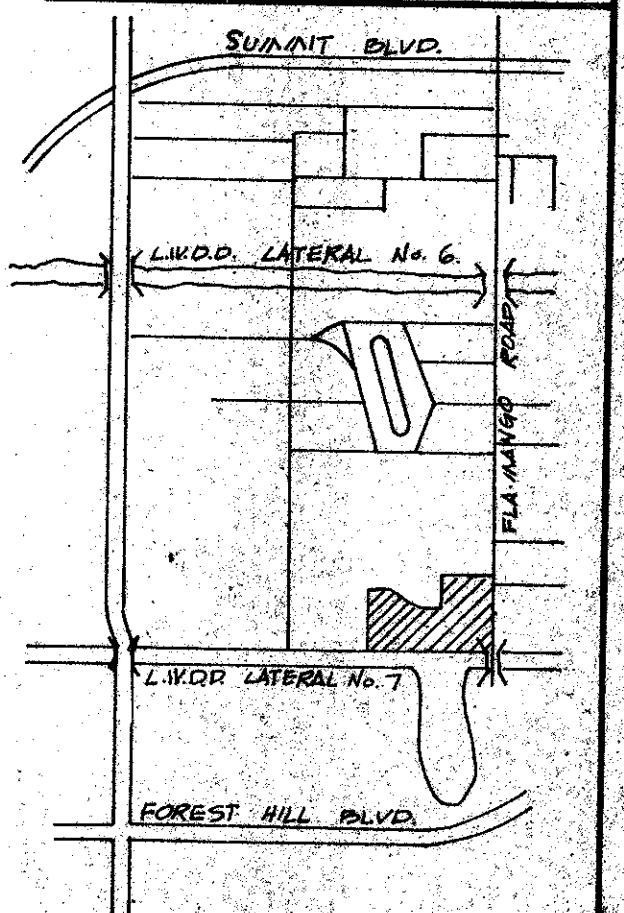 SUMMIT BLVD.
L.W.D.D. LATERAL No. 6.
FLA. MANGO ROAD
L.W.D.D. LATERAL No. 7
FOREST HILL BLVD.